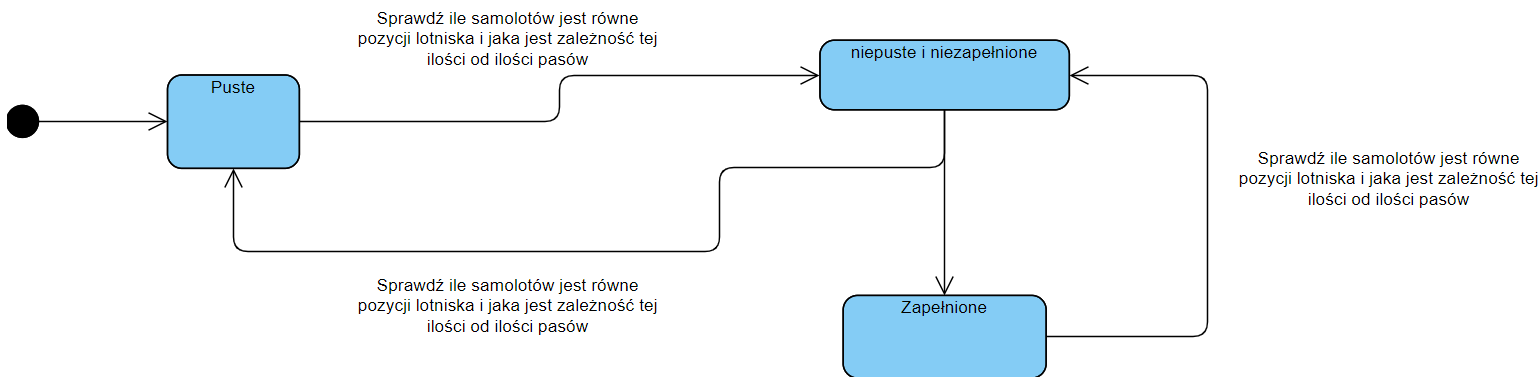 Sprawdź ile samolotów jest równe
pozycji lotniska i jaka jest zależność tej
ilości od ilości pasów
niepuste i niezapełnione
Puste
Sprawdź ile samolotów jest równe
pozycji lotniska i jaka jest zależność tej
ilości od ilości pasów
Sprawdź ile samolotów jest równe
pozycji lotniska i jaka jest zależność tej
ilości od ilości pasów
Zapełnione